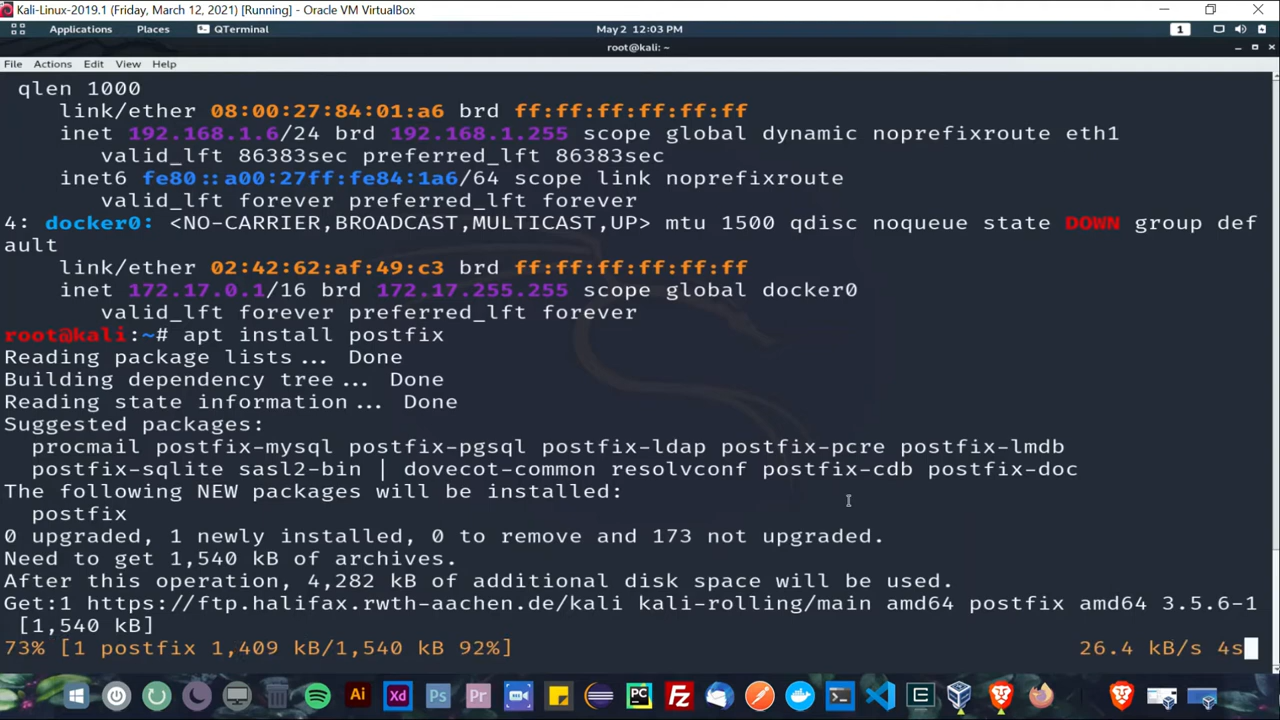 Kali-Linux-2019.1 (Friday, March 12, 2021) [Running] - Oracle VM VirtualBox
Applications Places QTerminal May 2 12:03 PM 1
root@kali: ~
File Actions Edit View Help
qlen 1000
link/ether 08:00:27:84:01:a6 brd ff:ff:ff:ff:ff:ff
inet 192.168.1.6/24 brd 192.168.1.255 scope global dynamic noprefixroute eth1
valid_lft 86383sec preferred_lft 86383sec
inet6 fe80::a00:27ff:fe84:1a6/64 scope link noprefixroute
valid_lft forever preferred_lft forever
4: docker0: <NO-CARRIER,BROADCAST,MULTICAST,UP> mtu 1500 qdisc noqueue state DOWN group def
ault
link/ether 02:42:62:af:49:c3 brd ff:ff:ff:ff:ff:ff
inet 172.17.0.1/16 brd 172.17.255.255 scope global docker0
valid_lft forever preferred_lft forever
root@kali:~# apt install postfix
Reading package lists... Done
Building dependency tree... Done
Reading state information... Done
Suggested packages:
procmail postfix-mysql postfix-pgsql postfix-ldap postfix-pcre postfix-lmdb
postfix-sqlite sasl2-bin | dovecot-common resolvconf postfix-cdb postfix-doc
The following NEW packages will be installed:
postfix
0 upgraded, 1 newly installed, 0 to remove and 173 not upgraded.
Need to get 1,540 kB of archives.
After this operation, 4,282 kB of additional disk space will be used.
Get:1 https://ftp.halifax.rwth-aachen.de/kali kali-rolling/main amd64 postfix amd64 3.5.6-1
[1,540 kB]
73% [1 postfix 1,409 kB/1,540 kB 92%] 26.4 kB/s 4s
Ai Xd Ps Pr PC FZ